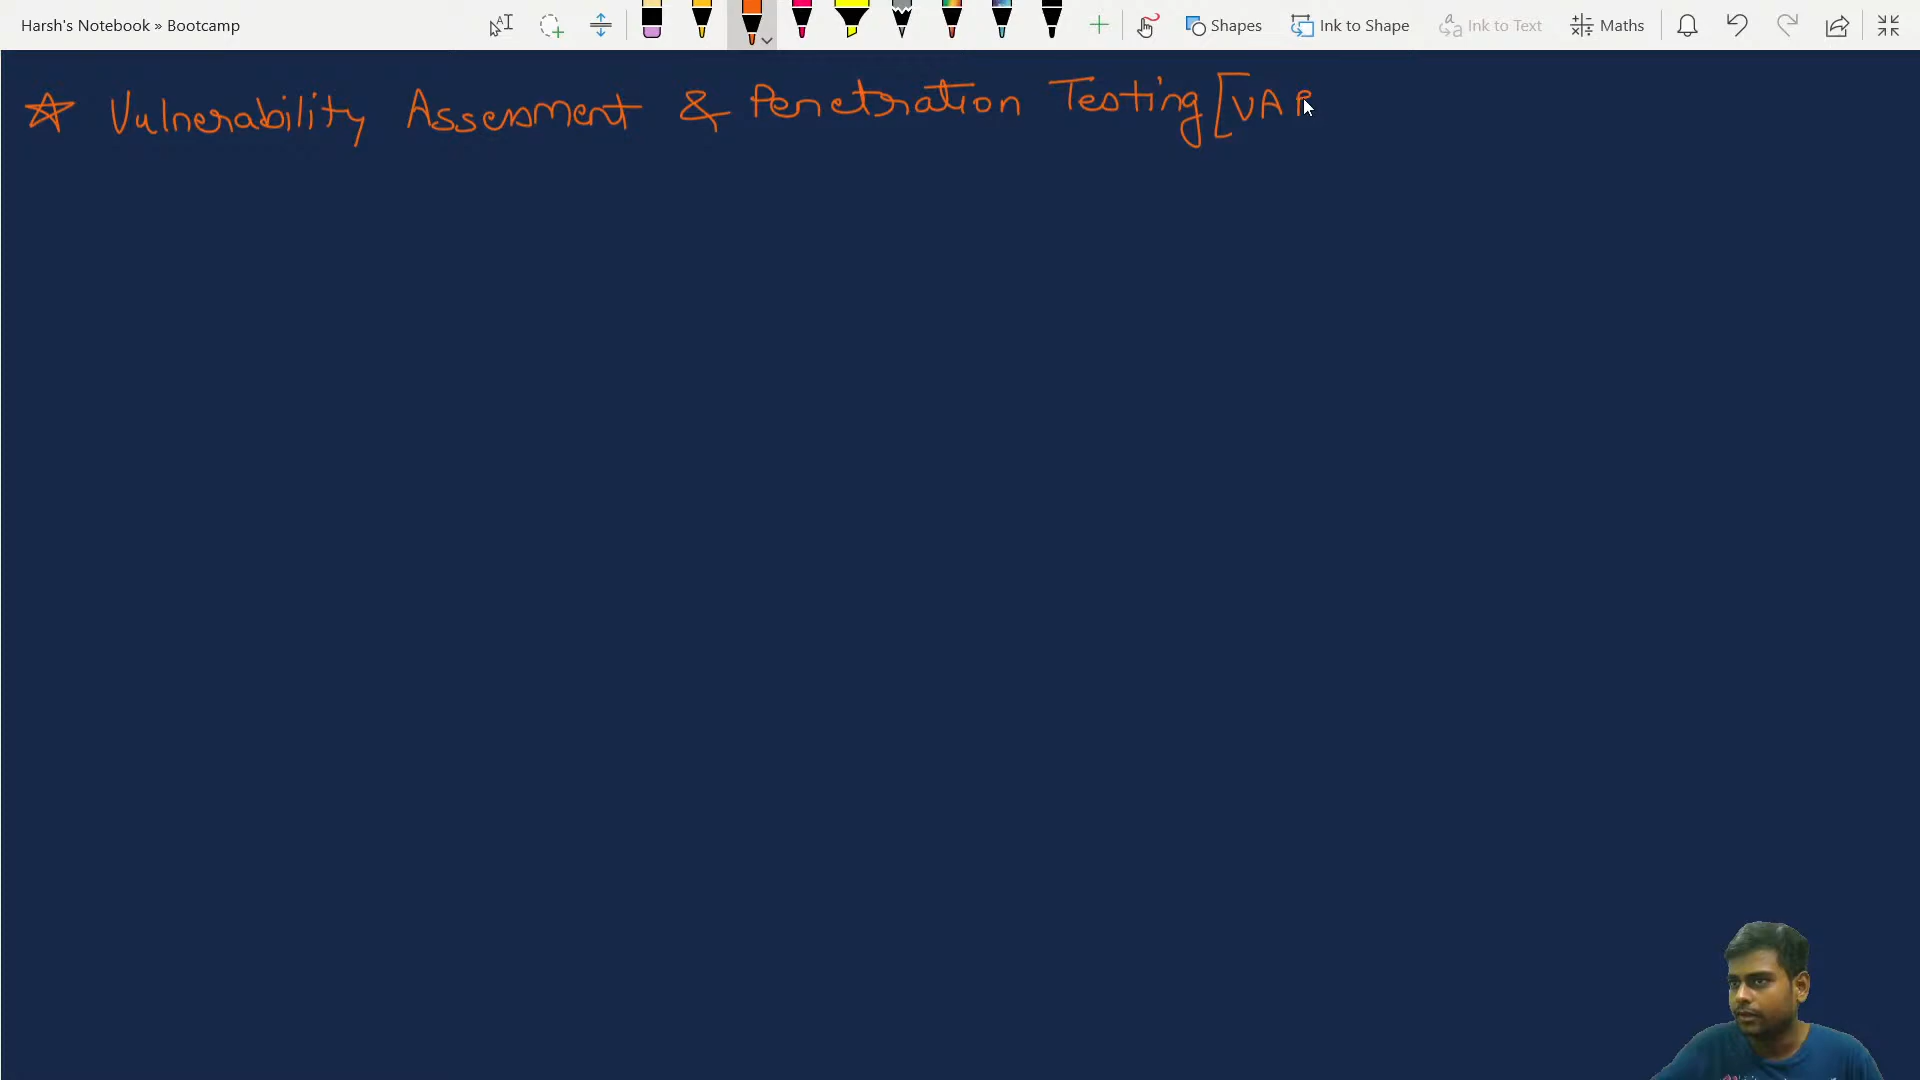 Harsh's Notebook » Bootcamp Shapes Ink to Shape Ink to Text Maths
☆ Vulnerability Assessment & Penetration Testing [VAP